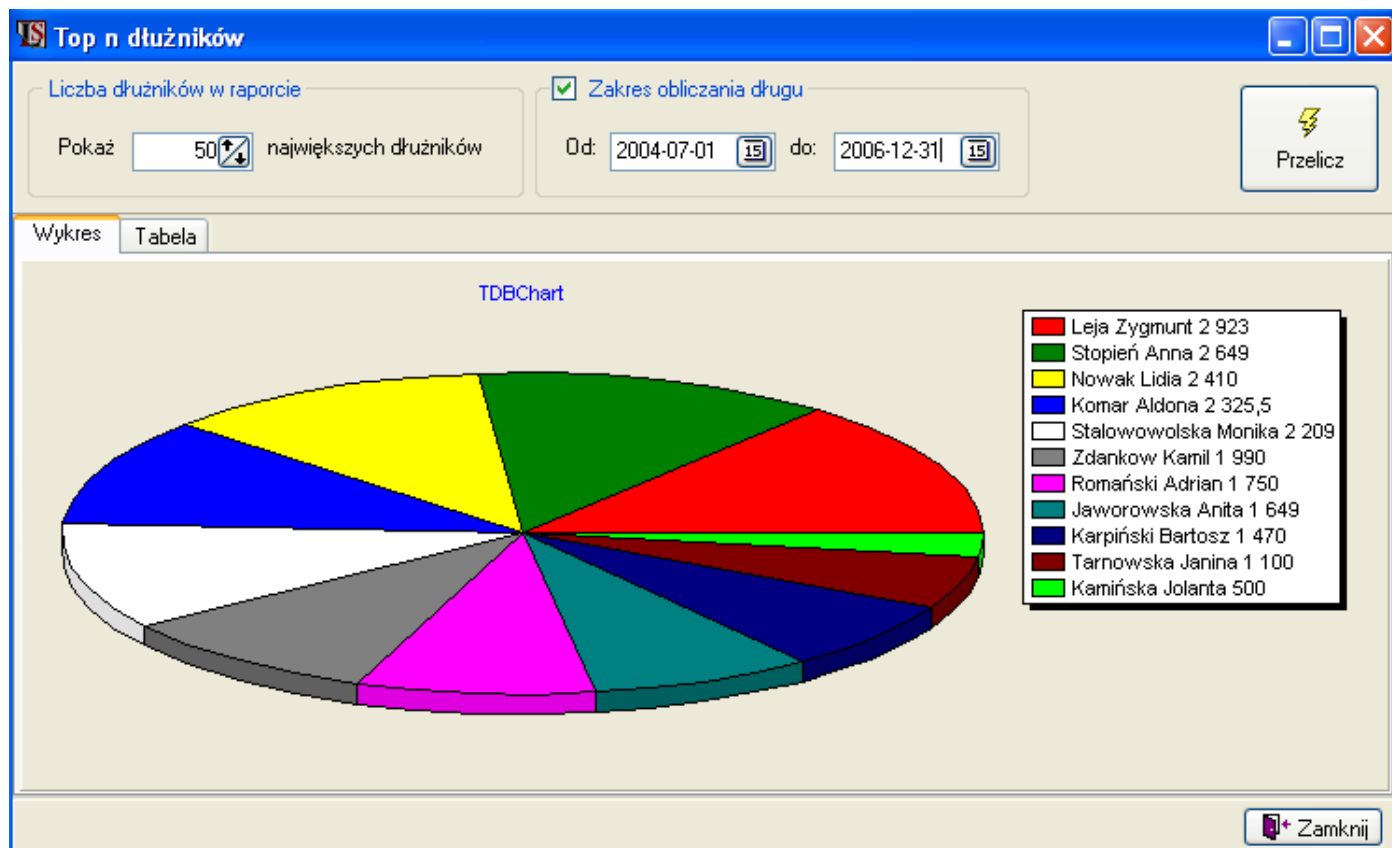 Top n dłużników
Liczba dłużników w raporcie
Pokaż 50 największych dłużników
Zakres obliczania długu
Od: 2004-07-01 15 do: 2006-12-31 15
Przelicz
Wykres Tabela
TDBChart
Leja Zygmunt 2 923
Stopień Anna 2 649
Nowak Lidia 2 410
Komar Aldona 2 325,5
Stalowowolska Monika 2 209
Zdankow Kamil 1 990
Romański Adrian 1 750
Jaworowska Anita 1 649
Karpiński Bartosz 1 470
Tarnowska Janina 1 100
Kamińska Jolanta 500
Zamknij